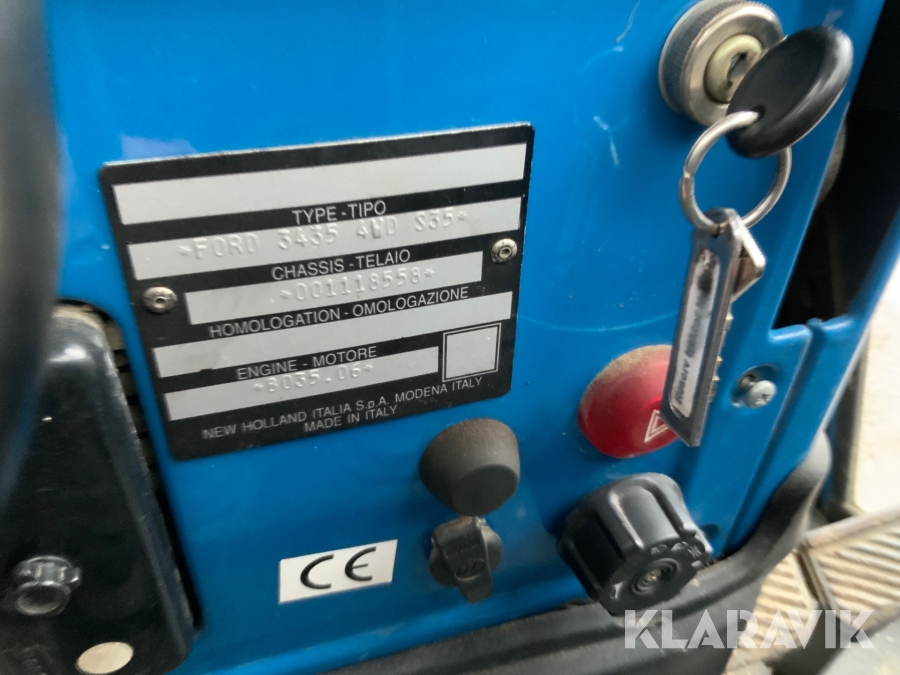 TYPE - TIPO
*FORD 3435 4WD S35*
CHASSIS - TELAIO
*001118558*
HOMOLOGATION - OMOLOGAZIONE
ENGINE - MOTORE
*8035.06*
NEW HOLLAND ITALIA S.p.A. MODENA ITALY
MADE IN ITALY
CE
KLARAVIK